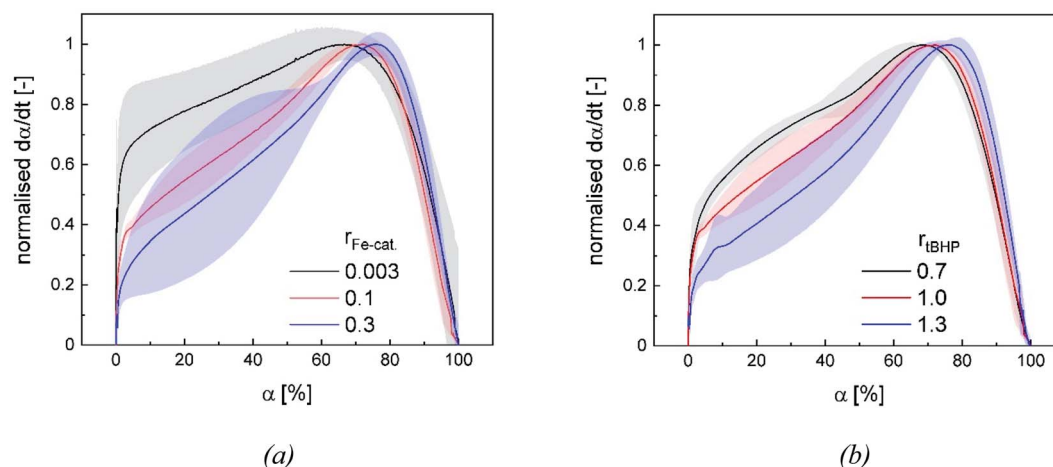 normalised dα/dt [-]
1
0.8
0.6
0.4
0.2
0
r_Fe-cat.
0.003
0.1
0.3
0 20 40 60 80 100
α [%]
(a)
normalised dα/dt [-]
1
0.8
0.6
0.4
0.2
0
r_tBHP
0.7
1.0
1.3
0 20 40 60 80 100
α [%]
(b)